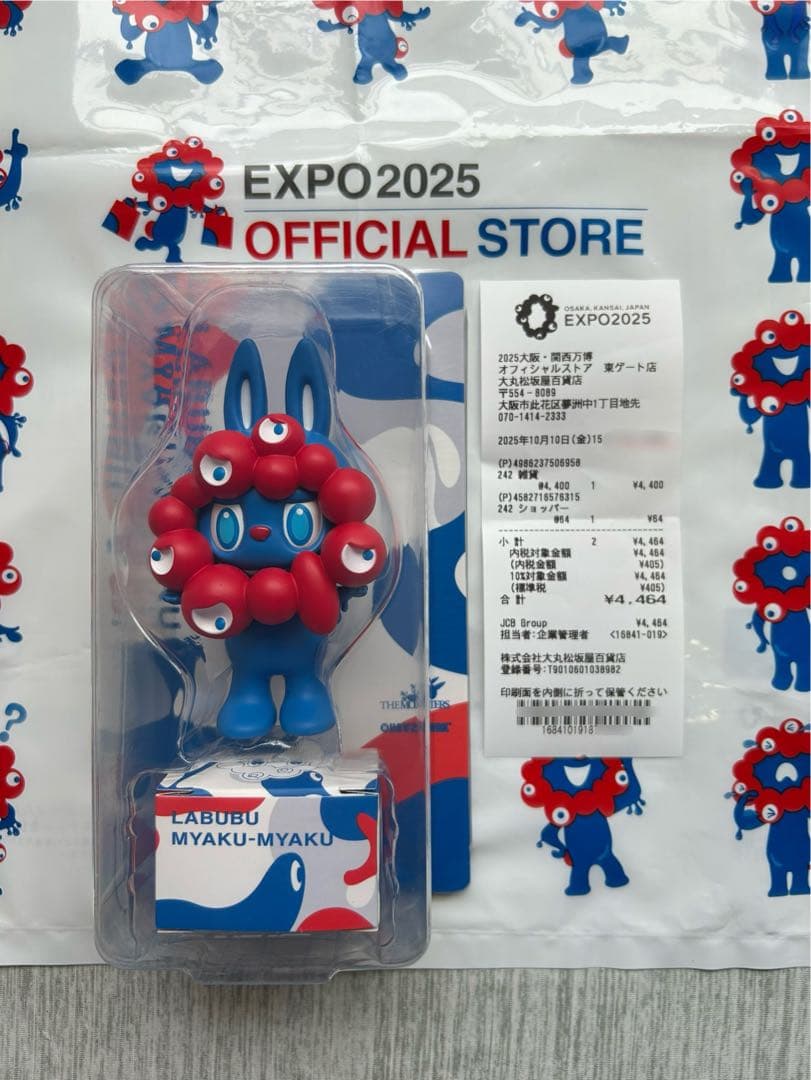 EXPO2025
OFFICIAL STORE
OSAKA, KANSAI, JAPAN
EXPO2025
2025大阪・関西万博
オフィシャルストア 東ゲート店
大丸松坂屋百貨店
〒554-8089
大阪市此花区夢洲中1丁目地先
070-1414-2333
2025年10月10日(金)15
(P)4986237506958
242 雑貨
@4,400 1 ¥4,400
(P)4582716576315
242 ショッパー
@64 1 ¥64
小 計 2 ¥4,464
内税対象金額 ¥4,464
(内税金額 ¥405)
10%対象金額 ¥4,464
(標準税 ¥405)
合 計 ¥4,464
JCB Group ¥4,464
担当者:企業管理者 <16841-019>
株式会社大丸松坂屋百貨店
登録番号:T9010601038982
印刷面を内側に折って保管ください
1684101918
THE MONSTERS
LABUBU
MYAKU-MYAKU
?